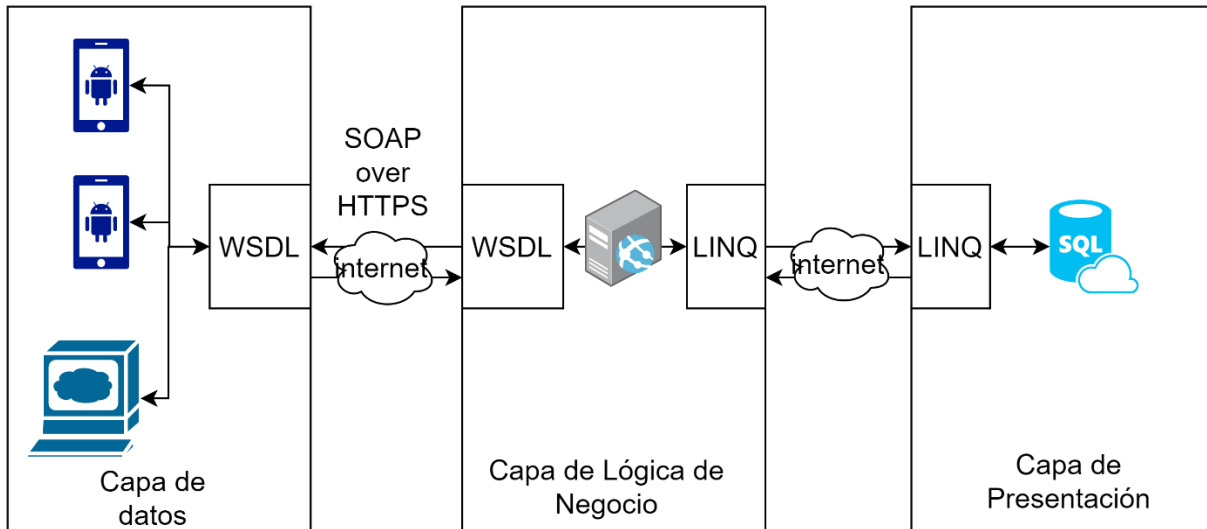 SOAP
over
HTTPS
WSDL
internet
WSDL
LINQ
internet
LINQ
SQL
Capa de
datos
Capa de Lógica de
Negocio
Capa de
Presentación